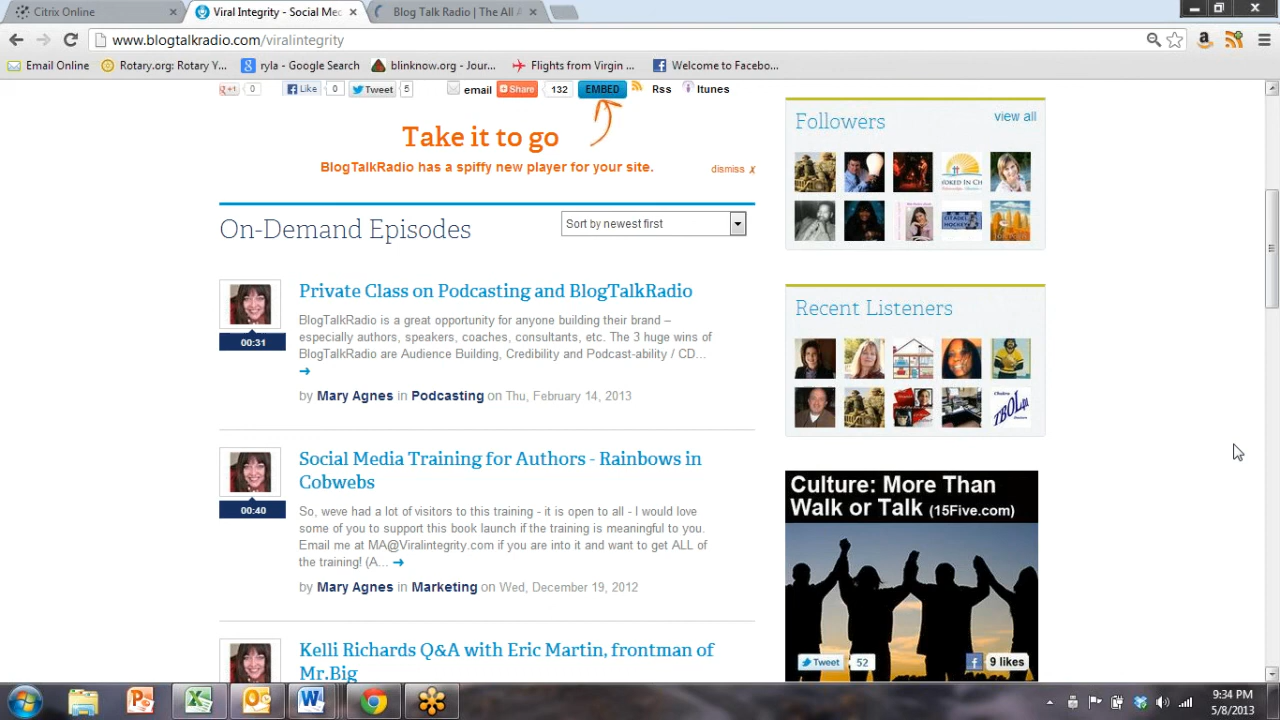 Citrix Online
Viral Integrity - Social Med
Blog Talk Radio | The All A
www.blogtalkradio.com/viralintegrity
Email Online
Rotary.org: Rotary Y...
ryla - Google Search
blinknow.org - Jour...
Flights from Virgin ...
Welcome to Facebo...
g +1 0
Like 0
Tweet 5
email
Share 132
EMBED
Rss
Itunes
Take it to go
BlogTalkRadio has a spiffy new player for your site.
dismiss x
On-Demand Episodes
Sort by newest first
Private Class on Podcasting and BlogTalkRadio
BlogTalkRadio is a great opportunity for anyone building their brand –
especially authors, speakers, coaches, consultants, etc. The 3 huge wins of
BlogTalkRadio are Audience Building, Credibility and Podcast-ability / CD...
00:31
by Mary Agnes in Podcasting on Thu, February 14, 2013
Social Media Training for Authors - Rainbows in
Cobwebs
So, weve had a lot of visitors to this training - it is open to all - I would love
some of you to support this book launch if the training is meaningful to you.
Email me at MA@Viralintegrity.com if you are into it and want to get ALL of
the training! (A...
00:40
by Mary Agnes in Marketing on Wed, December 19, 2012
Kelli Richards Q&A with Eric Martin, frontman of
Mr.Big
Followers
view all
YOKED IN CH
CITADEL
HOCKEY
Recent Listeners
TBOL
Culture: More Than
Walk or Talk (15Five.com)
Tweet 52
9 likes
9:34 PM
5/8/2013